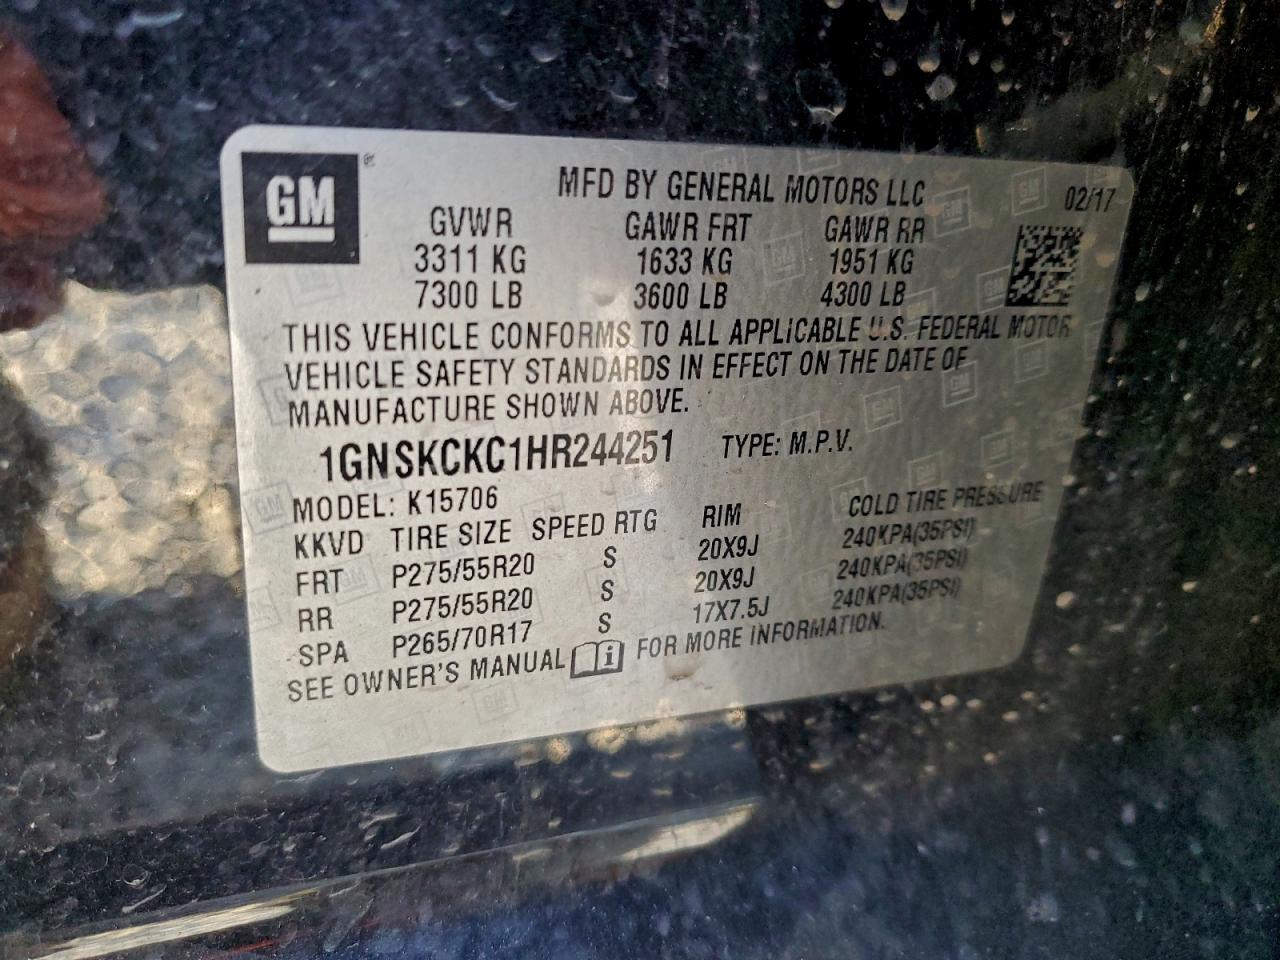 GM
MFD BY GENERAL MOTORS LLC 02/17
GVWR GAWR FRT GAWR RR
3311 KG 1633 KG 1951 KG
7300 LB 3600 LB 4300 LB
THIS VEHICLE CONFORMS TO ALL APPLICABLE U.S. FEDERAL MOTOR
VEHICLE SAFETY STANDARDS IN EFFECT ON THE DATE OF
MANUFACTURE SHOWN ABOVE.
1GNSKCKC1HR244251 TYPE: M.P.V.
MODEL: K15706
KKVD TIRE SIZE SPEED RTG RIM COLD TIRE PRESSURE
FRT P275/55R20 S 20X9J 240KPA(35PSI)
RR P275/55R20 S 20X9J 240KPA(35PSI)
SPA P265/70R17 S 17X7.5J 240KPA(35PSI)
SEE OWNER'S MANUAL i FOR MORE INFORMATION.